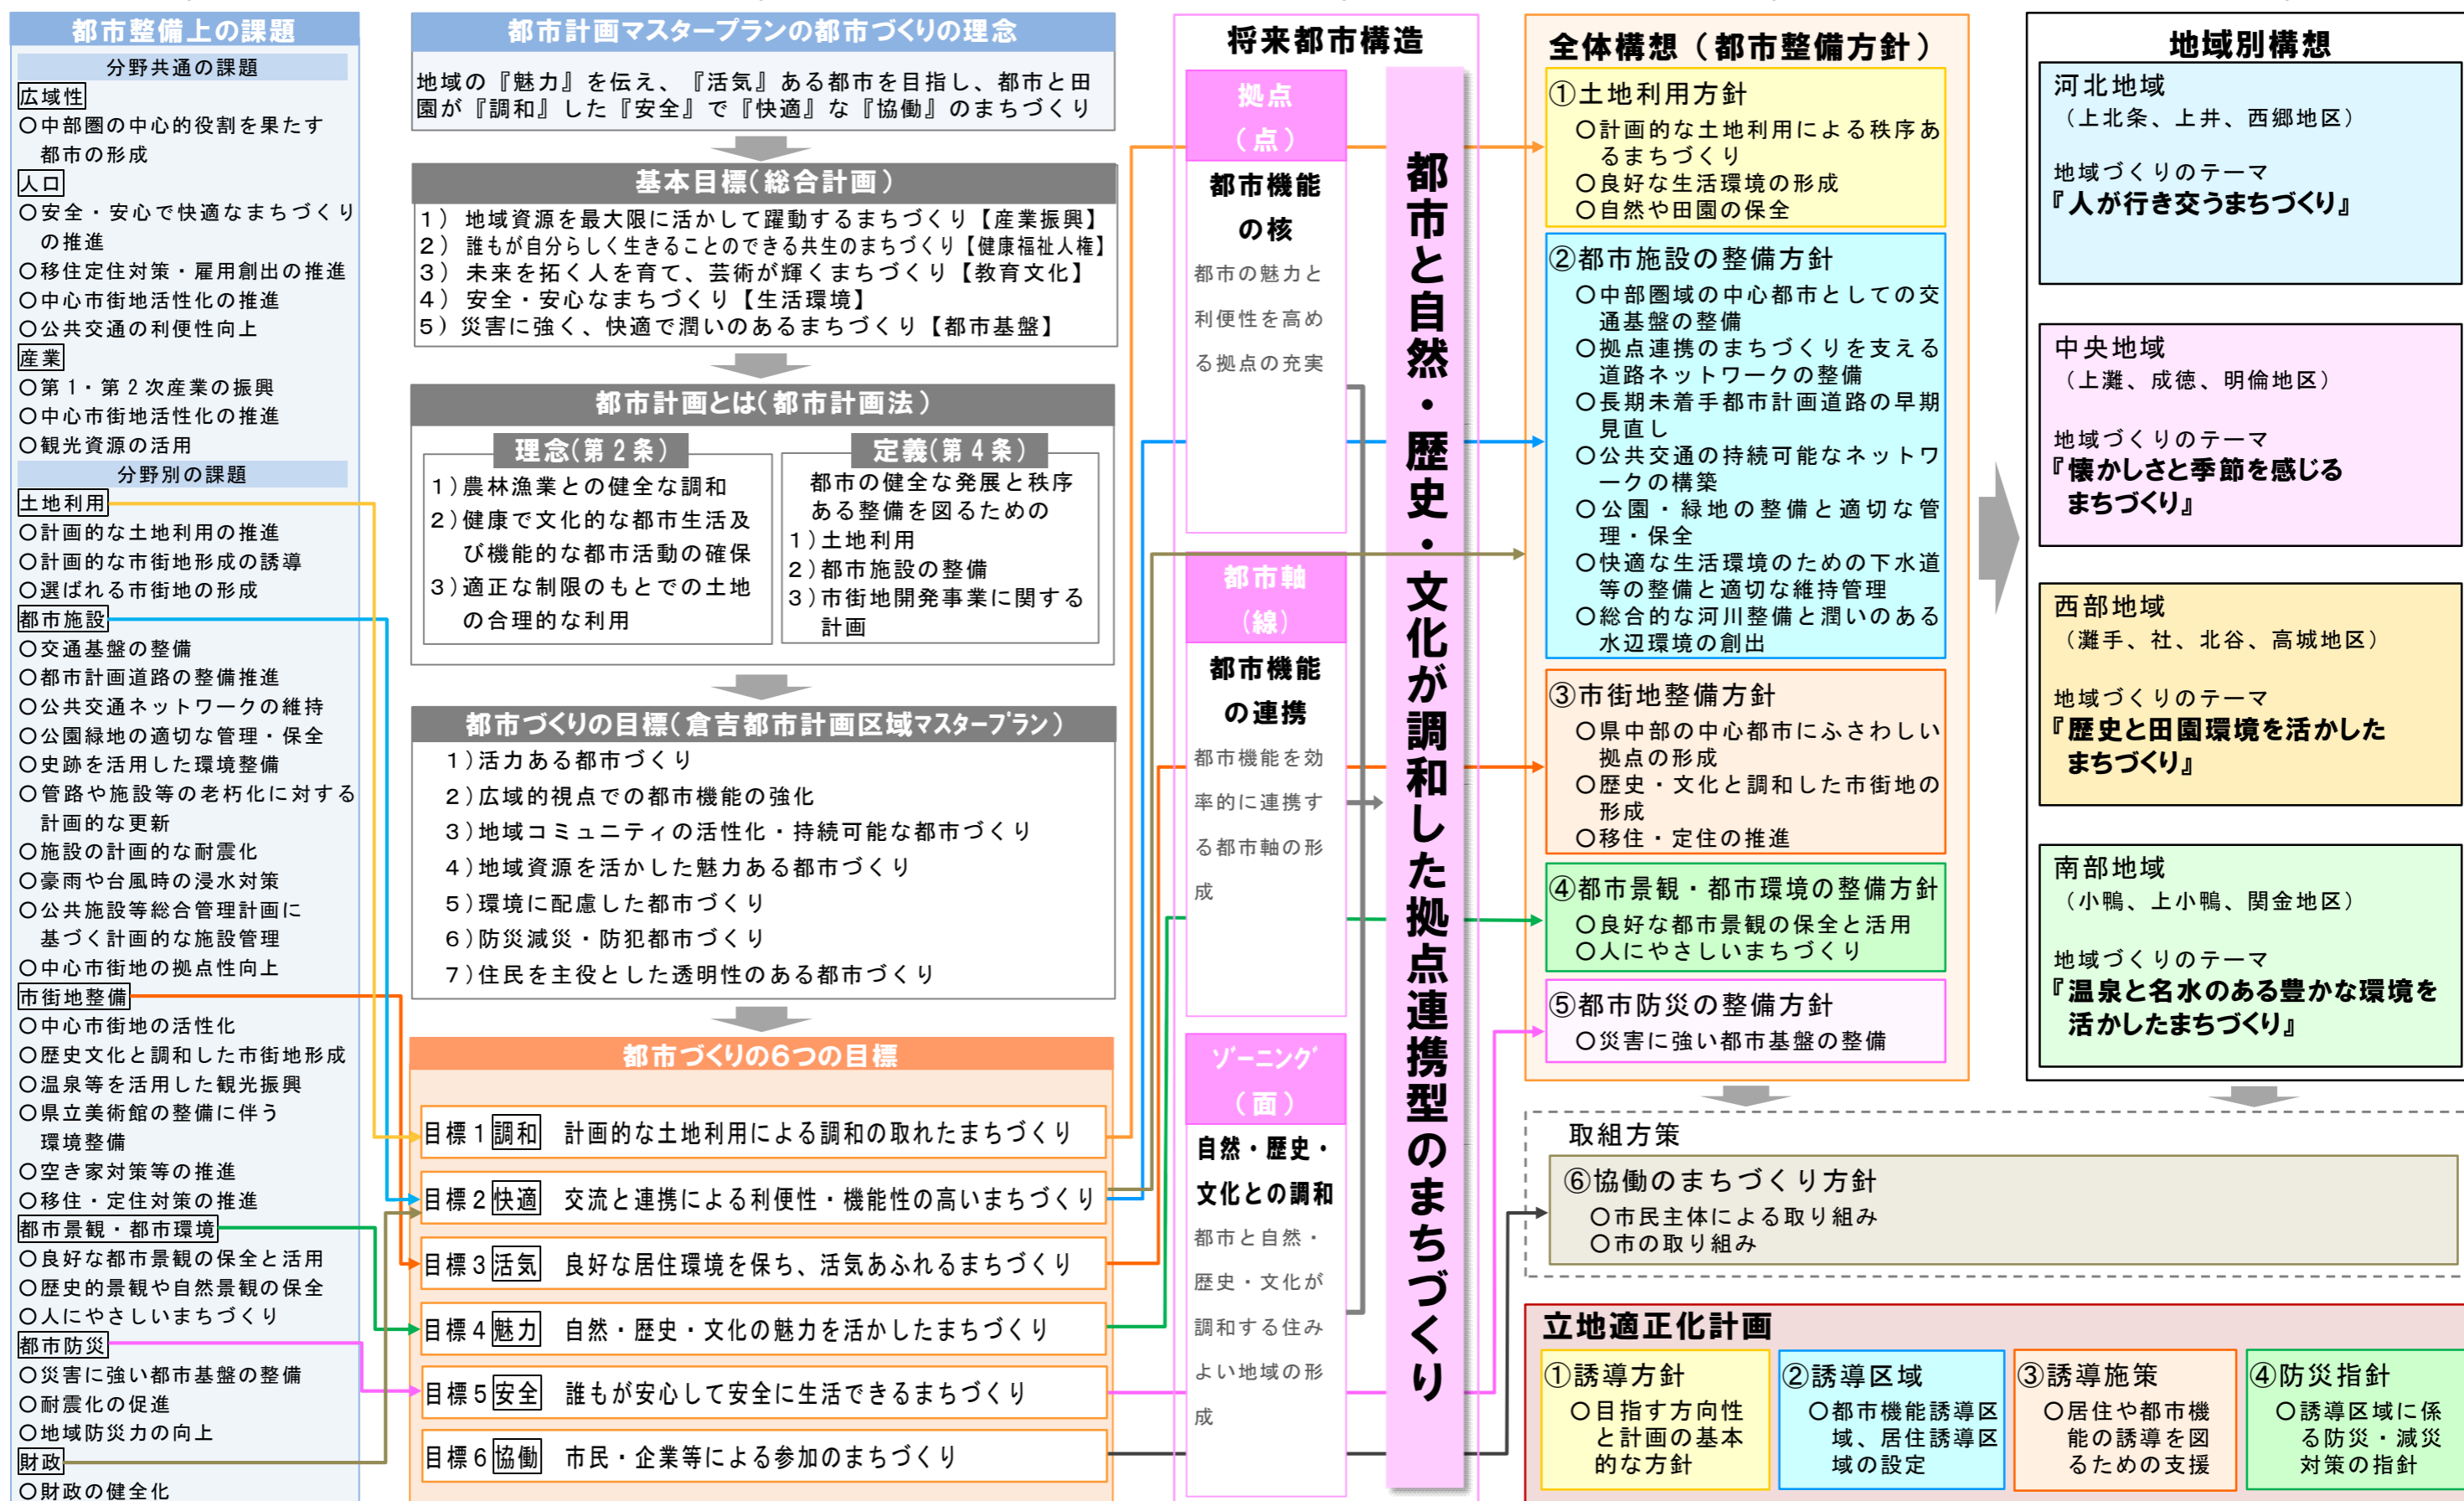 都市整備上の課題
分野共通の課題
広域性
○中部圏の中心的役割を果たす
都市の形成
人口
○安全・安心で快適なまちづくり
の推進
○移住定住対策・雇用創出の推進
○中心市街地活性化の推進
○公共交通の利便性向上
産業
○第1・第2次産業の振興
○中心市街地活性化の推進
○観光資源の活用
分野別の課題
土地利用
○計画的な土地利用の推進
○計画的な市街地形成の誘導
○選ばれる市街地の形成
都市施設
○交通基盤の整備
○都市計画道路の整備推進
○公共交通ネットワークの維持
○公園緑地の適切な管理・保全
○史跡を活用した環境整備
○管路や施設等の老朽化に対する
計画的な更新
○施設の計画的な耐震化
○豪雨や台風時の浸水対策
○公共施設等総合管理計画に
基づく計画的な施設管理
○中心市街地の拠点性向上
市街地整備
○中心市街地の活性化
○歴史文化と調和した市街地形成
○温泉等を活用した観光振興
○県立美術館の整備に伴う
環境整備
○空き家対策等の推進
○移住・定住対策の推進
都市景観・都市環境
○良好な都市景観の保全と活用
○歴史的景観や自然景観の保全
○人にやさしいまちづくり
都市防災
○災害に強い都市基盤の整備
○耐震化の促進
○地域防災力の向上
財政
○財政の健全化
都市計画マスタープランの都市づくりの理念
地域の『魅力』を伝え、『活気』ある都市を目指し、都市と田
園が『調和』した『安全』で『快適』な『協働』のまちづくり
基本目標(総合計画)
1) 地域資源を最大限に活かして躍動するまちづくり【産業振興】
2) 誰もが自分らしく生きることのできる共生のまちづくり【健康福祉人権】
3) 未来を拓く人を育て、芸術が輝くまちづくり【教育文化】
4) 安全・安心なまちづくり【生活環境】
5) 災害に強く、快適で潤いのあるまちづくり【都市基盤】
都市計画とは(都市計画法)
理念(第2条)
1)農林漁業との健全な調和
2)健康で文化的な都市生活及
び機能的な都市活動の確保
3)適正な制限のもとでの土地
の合理的な利用
定義(第4条)
都市の健全な発展と秩序
ある整備を図るための
1)土地利用
2)都市施設の整備
3)市街地開発事業に関する
計画
都市づくりの目標(倉吉都市計画区域マスタープラン)
1)活力ある都市づくり
2)広域的視点での都市機能の強化
3)地域コミュニティの活性化・持続可能な都市づくり
4)地域資源を活かした魅力ある都市づくり
5)環境に配慮した都市づくり
6)防災減災・防犯都市づくり
7)住民を主役とした透明性のある都市づくり
都市づくりの6つの目標
目標1 調和 計画的な土地利用による調和の取れたまちづくり
目標2 快適 交流と連携による利便性・機能性の高いまちづくり
目標3 活気 良好な居住環境を保ち、活気あふれるまちづくり
目標4 魅力 自然・歴史・文化の魅力を活かしたまちづくり
目標5 安全 誰もが安心して安全に生活できるまちづくり
目標6 協働 市民・企業等による参加のまちづくり
将来都市構造
拠点
(点)
都市機能
の核
都市の魅力と
利便性を高め
る拠点の充実
都市軸
(線)
都市機能
の連携
都市機能を効
率的に連携す
る都市軸の形
成
ゾーニング
(面)
自然・歴史・
文化との調和
都市と自然・
歴史・文化が
調和する住み
よい地域の形
成
都市と自然・歴史・文化が調和した拠点連携型のまちづくり
全体構想(都市整備方針)
①土地利用方針
○計画的な土地利用による秩序あ
るまちづくり
○良好な生活環境の形成
○自然や田園の保全
②都市施設の整備方針
○中部圏域の中心都市としての交
通基盤の整備
○拠点連携のまちづくりを支える
道路ネットワークの整備
○長期未着手都市計画道路の早期
見直し
○公共交通の持続可能なネットワ
ークの構築
○公園・緑地の整備と適切な管
理・保全
○快適な生活環境のための下水道
等の整備と適切な維持管理
○総合的な河川整備と潤いのある
水辺環境の創出
③市街地整備方針
○県中部の中心都市にふさわしい
拠点の形成
○歴史・文化と調和した市街地の
形成
○移住・定住の推進
④都市景観・都市環境の整備方針
○良好な都市景観の保全と活用
○人にやさしいまちづくり
⑤都市防災の整備方針
○災害に強い都市基盤の整備
地域別構想
河北地域
(上北条、上井、西郷地区)
地域づくりのテーマ
『人が行き交うまちづくり』
中央地域
(上灘、成徳、明倫地区)
地域づくりのテーマ
『懐かしさと季節を感じる
まちづくり』
西部地域
(灘手、社、北谷、高城地区)
地域づくりのテーマ
『歴史と田園環境を活かした
まちづくり』
南部地域
(小鴨、上小鴨、関金地区)
地域づくりのテーマ
『温泉と名水のある豊かな環境を
活かしたまちづくり』
取組方策
⑥協働のまちづくり方針
○市民主体による取り組み
○市の取り組み
立地適正化計画
①誘導方針
○目指す方向性
と計画の基本
的な方針
②誘導区域
○都市機能誘導区
域、居住誘導区
域の設定
③誘導施策
○居住や都市機
能の誘導を図
るための支援
④防災指針
○誘導区域に係
る防災・減災
対策の指針